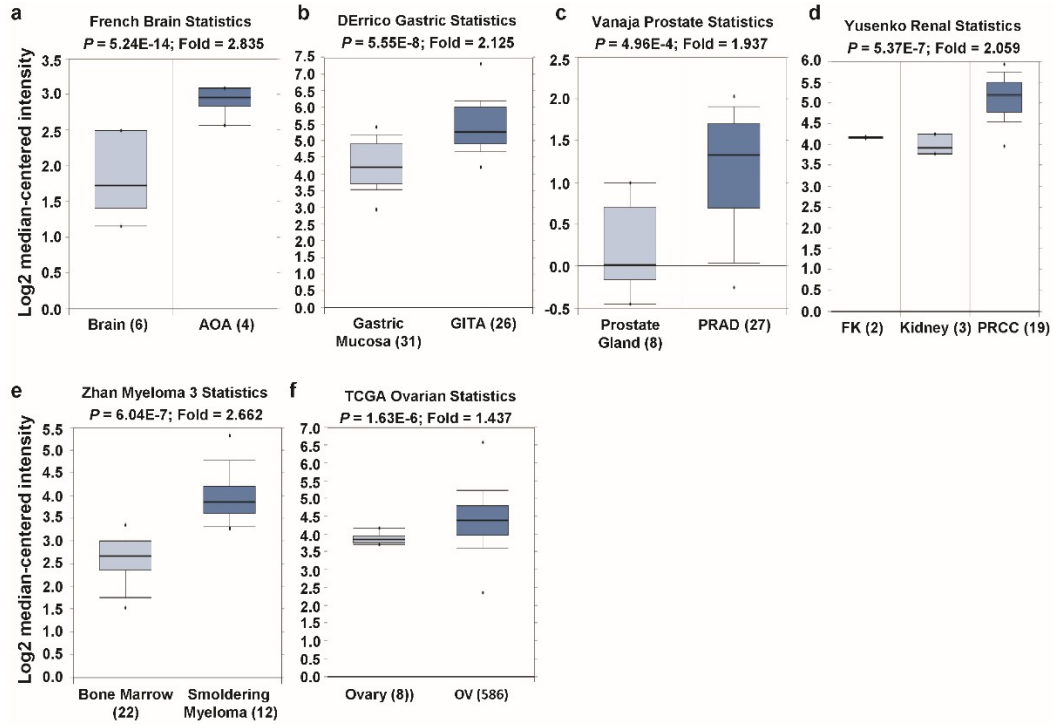 a
French Brain Statistics
P = 5.24E-14; Fold = 2.835
Log2 median-centered intensity
3.5
3.0
2.5
2.0
1.5
1.0
0.5
0.0
Brain (6)
AOA (4)
b
DErrico Gastric Statistics
P = 5.55E-8; Fold = 2.125
7.5
7.0
6.5
6.0
5.5
5.0
4.5
4.0
3.5
3.0
2.5
2.0
1.5
1.0
0.5
0.0
Gastric
Mucosa (31)
GITA (26)
c
Vanaja Prostate Statistics
P = 4.96E-4; Fold = 1.937
2.5
2.0
1.5
1.0
0.5
0.0
-0.5
Prostate
Gland (8)
PRAD (27)
d
Yusenko Renal Statistics
P = 5.37E-7; Fold = 2.059
6.0
5.5
5.0
4.5
4.0
3.5
3.0
2.5
2.0
1.5
1.0
0.5
0.0
FK (2)
Kidney (3)
PRCC (19)
e
Zhan Myeloma 3 Statistics
P = 6.04E-7; Fold = 2.662
Log2 median-centered intensity
5.5
5.0
4.5
4.0
3.5
3.0
2.5
2.0
1.5
1.0
0.5
0.0
Bone Marrow
(22)
Smoldering
Myeloma (12)
f
TCGA Ovarian Statistics
P = 1.63E-6; Fold = 1.437
7.0
6.5
6.0
5.5
5.0
4.5
4.0
3.5
3.0
2.5
2.0
1.5
1.0
0.5
0.0
Ovary (8))
OV (586)